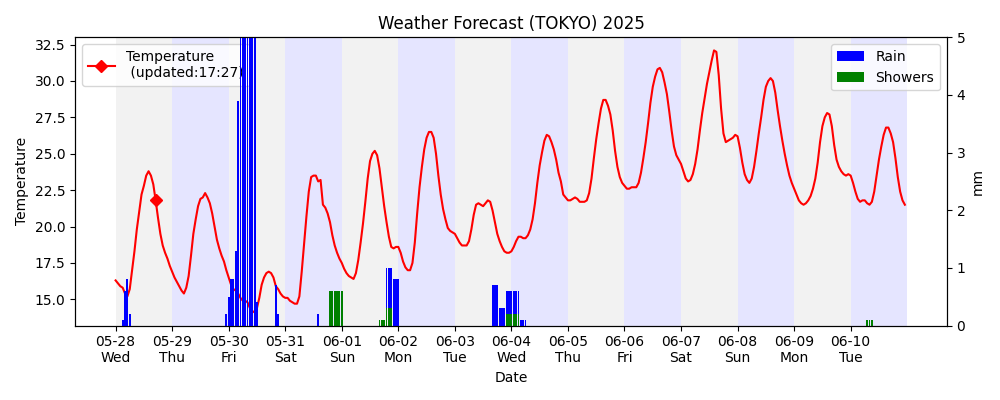 Weather Forecast (TOKYO) 2025
Temperature
(updated:17:27)
Rain
Showers
32.5
30.0
27.5
25.0
22.5
20.0
17.5
15.0
Temperature
5
4
3
2
1
0
mm
05-28 05-29 05-30 05-31 06-01 06-02 06-03 06-04 06-05 06-06 06-07 06-08 06-09 06-10
Wed Thu Fri Sat Sun Mon Tue Wed Thu Fri Sat Sun Mon Tue
Date